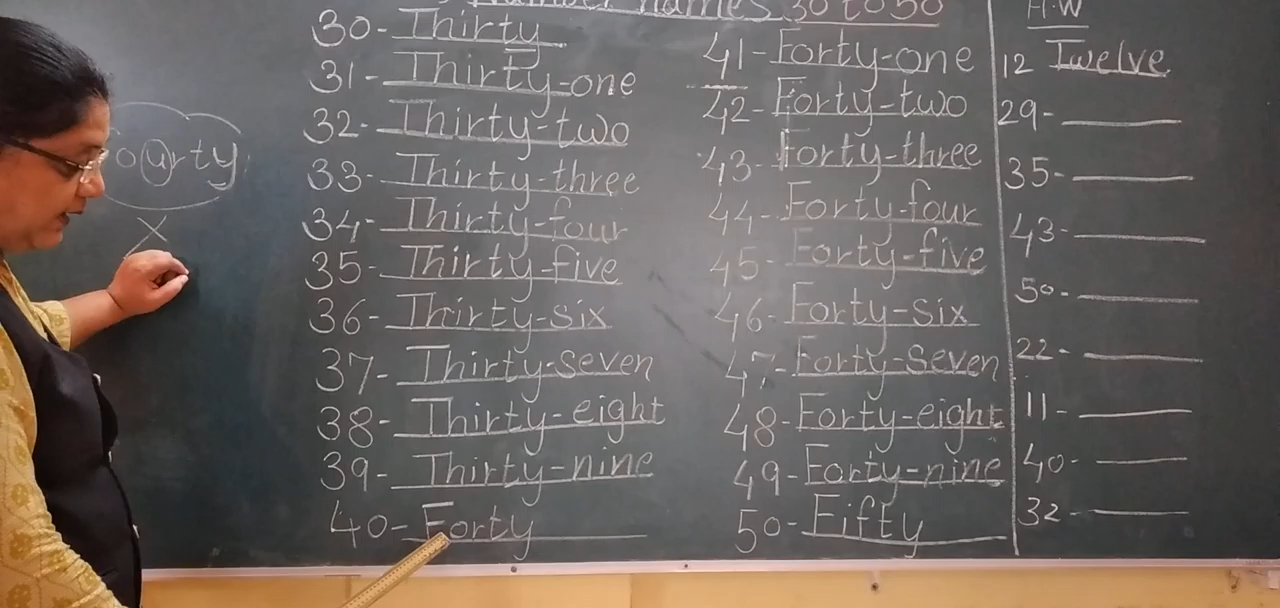 Number names 30 to 50
30- Thirty
31- Thirty-one
32- Thirty-two
33- Thirty-three
34- Thirty-four
35- Thirty-five
36- Thirty-six
37- Thirty-seven
38- Thirty-eight
39- Thirty-nine
40- Forty
41- Forty-one
42- Forty-two
43- Forty-three
44- Forty-four
45- Forty-five
46- Forty-six
47- Forty-Seven
48- Forty-eight
49- Forty-nine
50- Fifty
H.W
12 Twelve
29-
35-
43-
50-
22-
11-
40-
32-
ourty
X